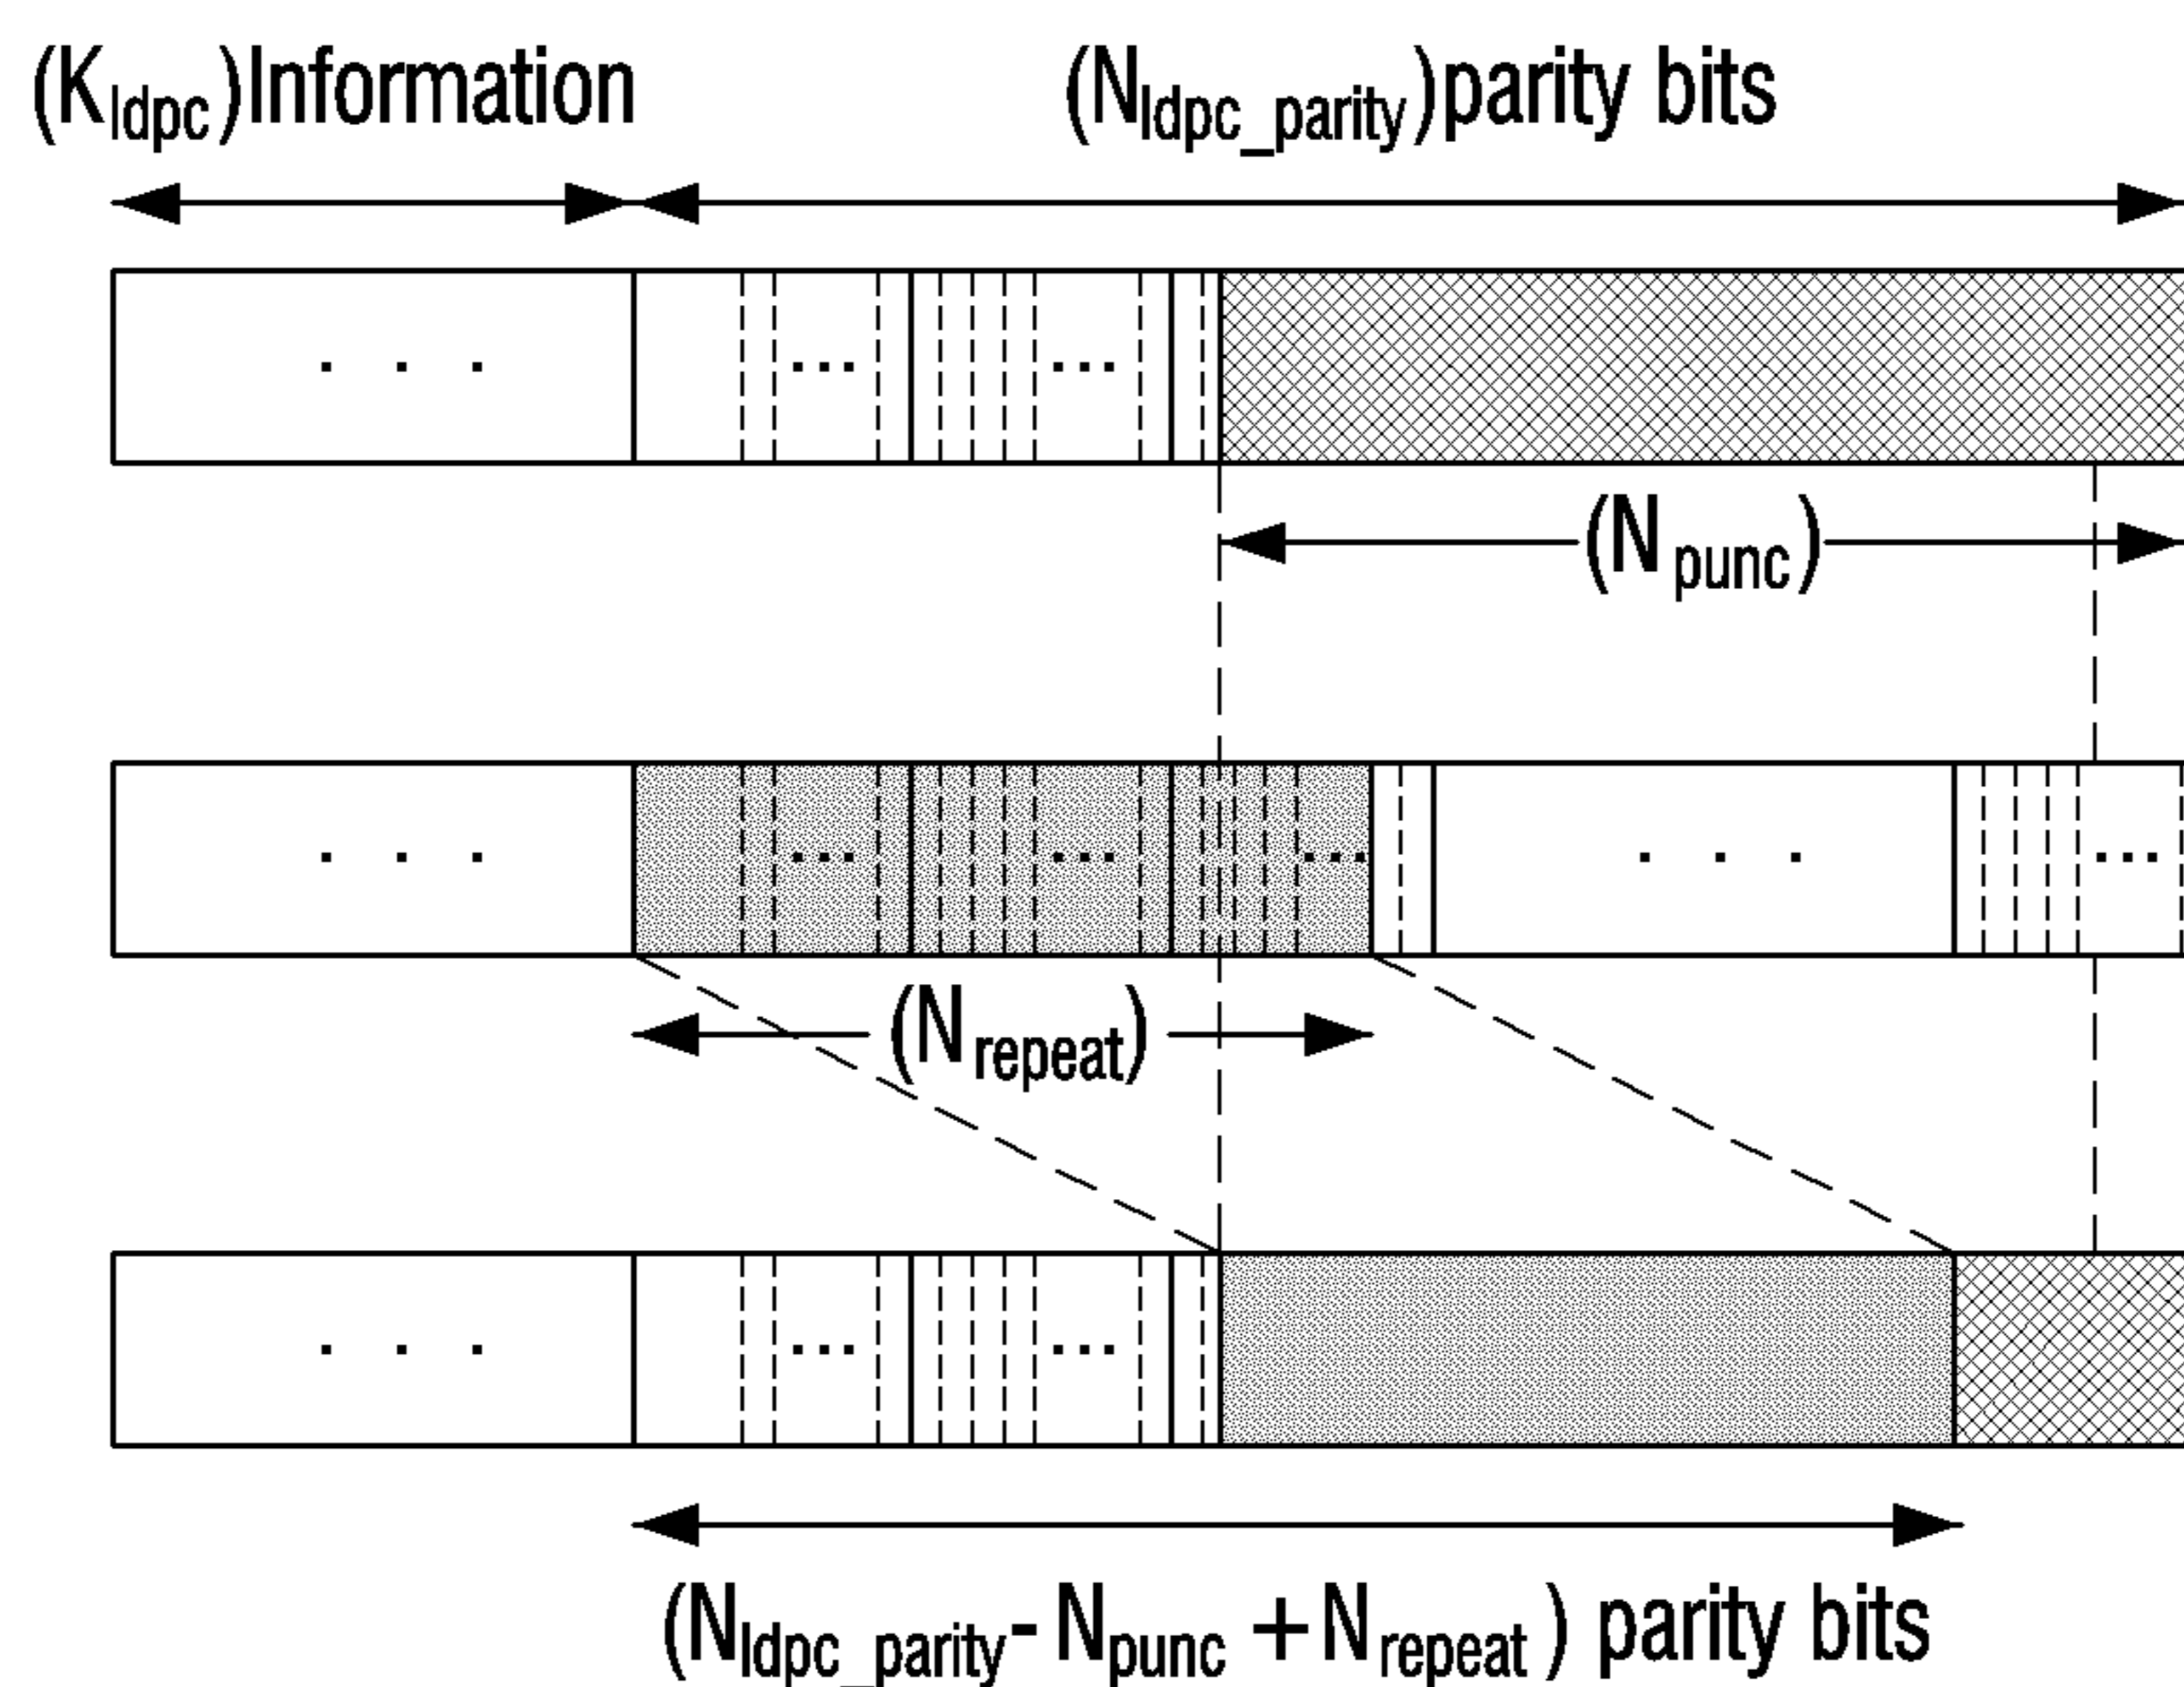 (K_ldpc)Information (N_ldpc_parity)parity bits
(N_punc)
(N_repeat)
(N_ldpc_parity- N_punc +N_repeat ) parity bits